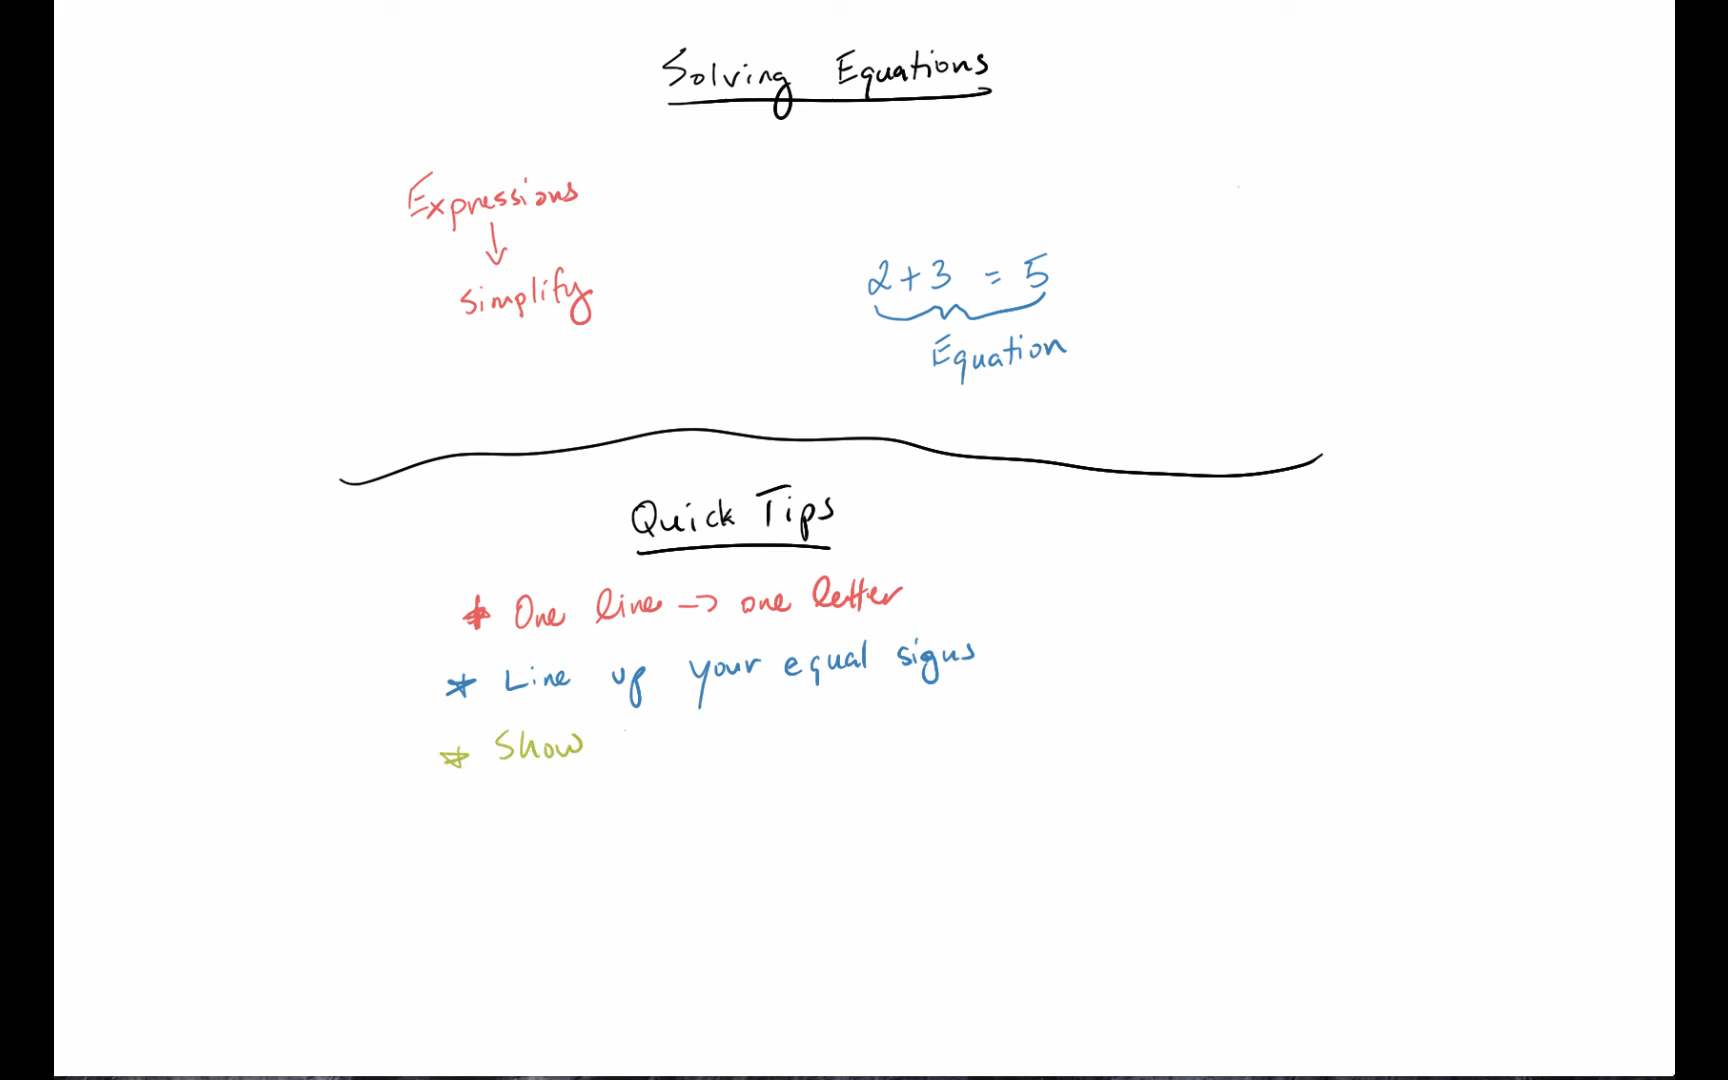 Solving Equations
Expressions
↓
simplify
2 + 3 = 5
Equation
Quick Tips
* One line → one letter
* Line up your equal signs
* Show